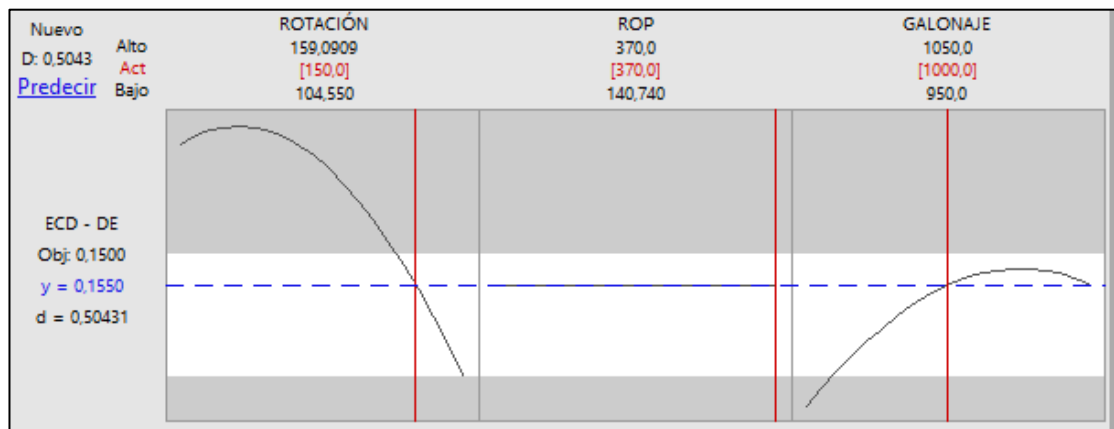 Nuevo
D: 0,5043
Predecir
Alto
Act
Bajo
ROTACIÓN
159,0909
[150,0]
104,550
ROP
370,0
[370,0]
140,740
GALONAJE
1050,0
[1000,0]
950,0
ECD - DE
Obj: 0,1500
y = 0,1550
d = 0,50431